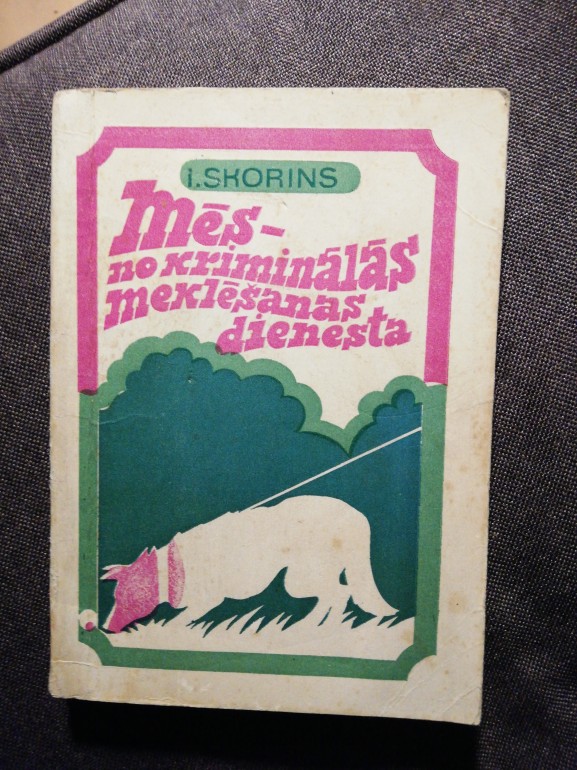 I.SKORINS
Mēs-
no kriminālās
meklēšanas
dienesta